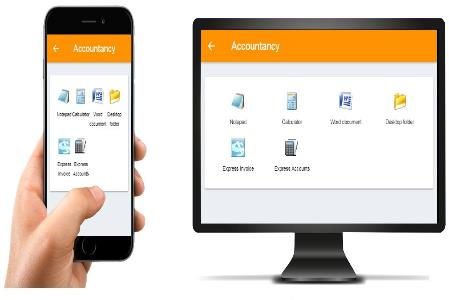 Accountancy
Notepad Calculator Word Desktop
document folder
Express Express
Invoice Accounts
Accountancy
Notepad Calculator Word document Desktop folder
Express Invoice Express Accounts